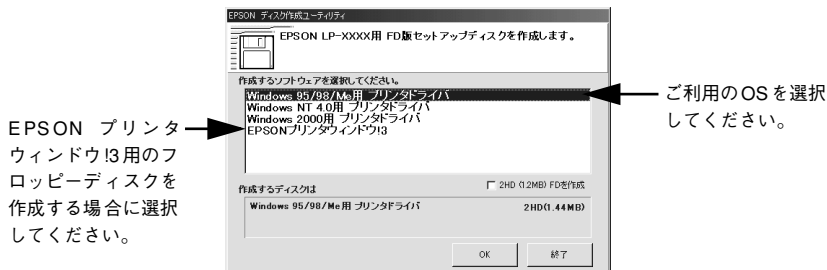 EPSON ディスク作成ユーティリティ
EPSON LP-XXXX用 FD版セットアップディスクを作成します。
作成するソフトウェアを選択してください。
Windows 95/98/Me用 プリンタドライバ
Windows NT 4.0用 プリンタドライバ
Windows 2000用 プリンタドライバ
EPSONプリンタウィンドウ!3
作成するディスクは
2HD (1.2MB) FDを作成
Windows 95/98/Me用 プリンタドライバ 2HD(1.44MB)
OK
終了
EPSON プリンタ
ウィンドウ!3用のフ
ロッピーディスクを
作成する場合に選択
してください。
ご利用のOSを選択
してください。